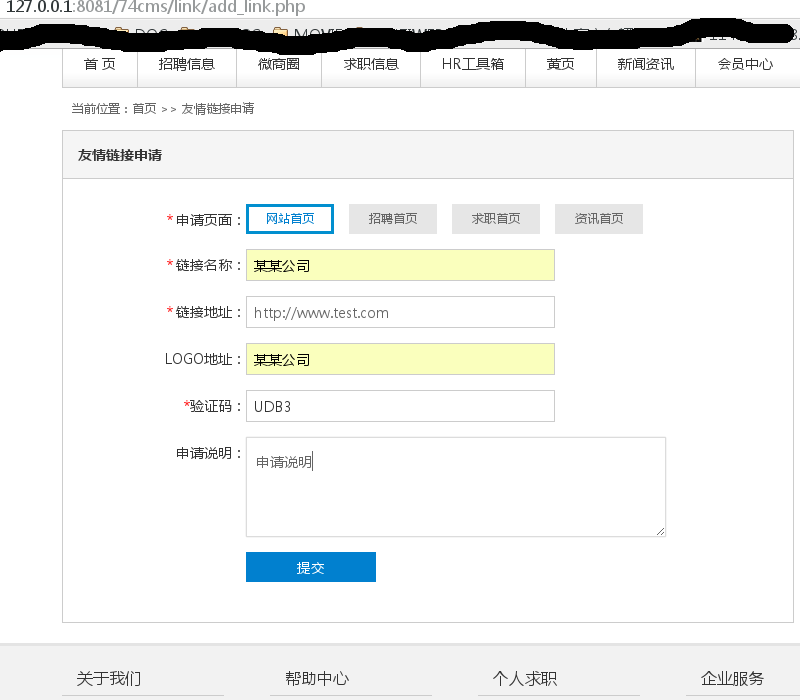 127.0.0.1:8081/74cms/link/add_link.php
首 页 招聘信息 微商圈 求职信息 HR工具箱 黄页 新闻资讯 会员中心
当前位置：首页 >> 友情链接申请
友情链接申请
*申请页面： 网站首页 招聘首页 求职首页 资讯首页
*链接名称： 某某公司
*链接地址： http://www.test.com
LOGO地址： 某某公司
*验证码： UDB3
申请说明： 申请说明
提交
关于我们 帮助中心 个人求职 企业服务